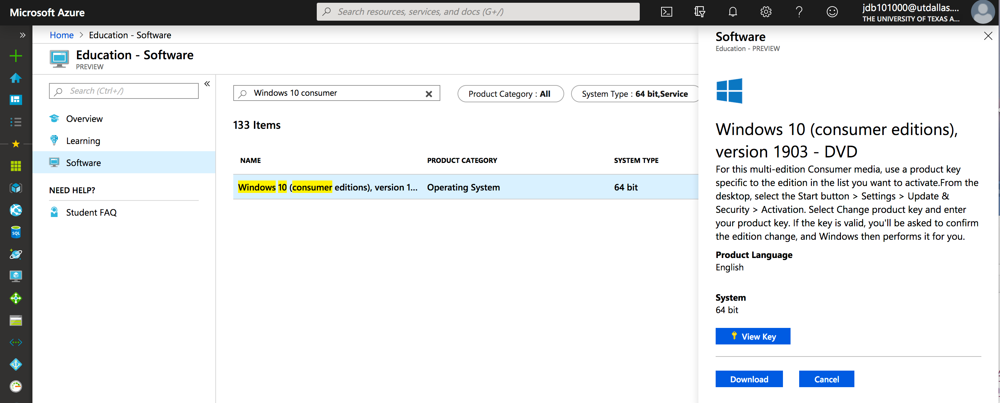 Microsoft Azure
Search resources, services, and docs (G+/)
jdb101000@utdallas....
THE UNIVERSITY OF TEXAS A...
Home > Education - Software
Education - Software
PREVIEW
Search (Ctrl+/)
Overview
Learning
Software
NEED HELP?
Student FAQ
Windows 10 consumer
Product Category : All
System Type : 64 bit,Service
133 Items
NAME PRODUCT CATEGORY SYSTEM TYPE
Windows 10 (consumer editions), version 1... Operating System 64 bit
SQL
Software
Education - PREVIEW
Windows 10 (consumer editions),
version 1903 - DVD
For this multi-edition Consumer media, use a product key
specific to the edition in the list you want to activate.From the
desktop, select the Start button > Settings > Update &
Security > Activation. Select Change product key and enter
your product key. If the key is valid, you'll be asked to confirm
the edition change, and Windows then performs it for you.
Product Language
English
System
64 bit
View Key
Download
Cancel